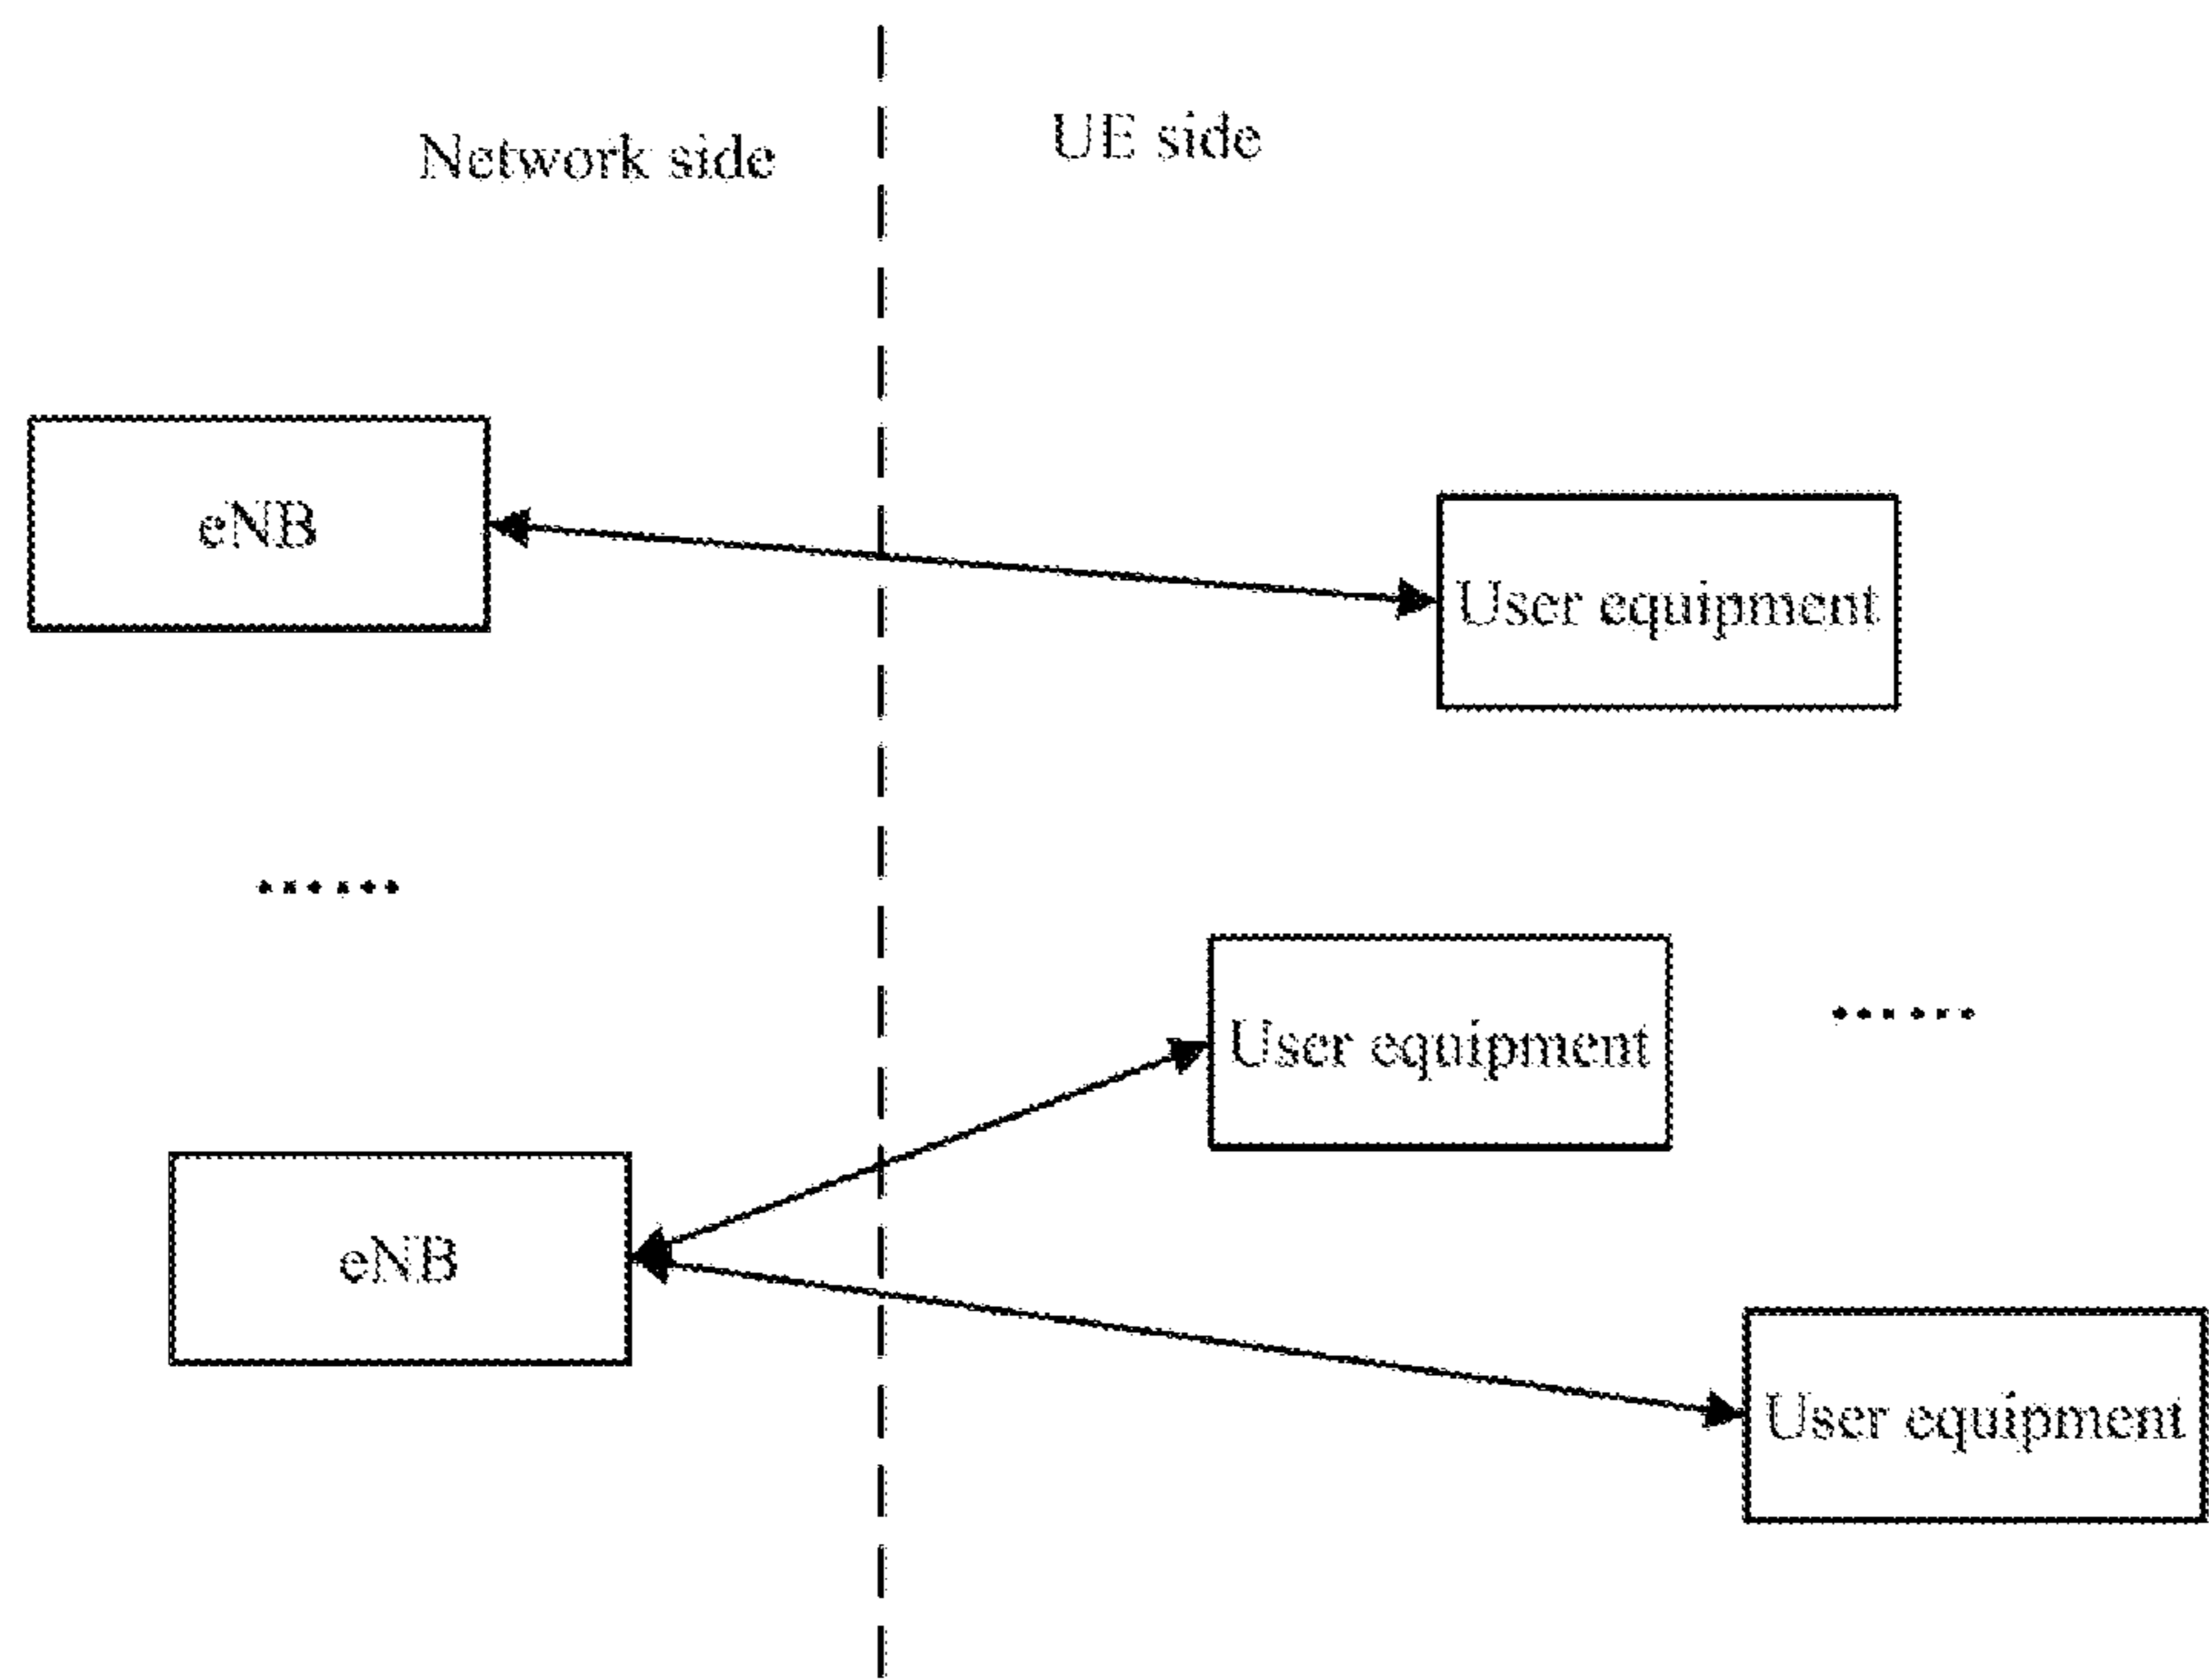 Network side
UE side
eNB
User equipment
......
User equipment
......
eNB
User equipment